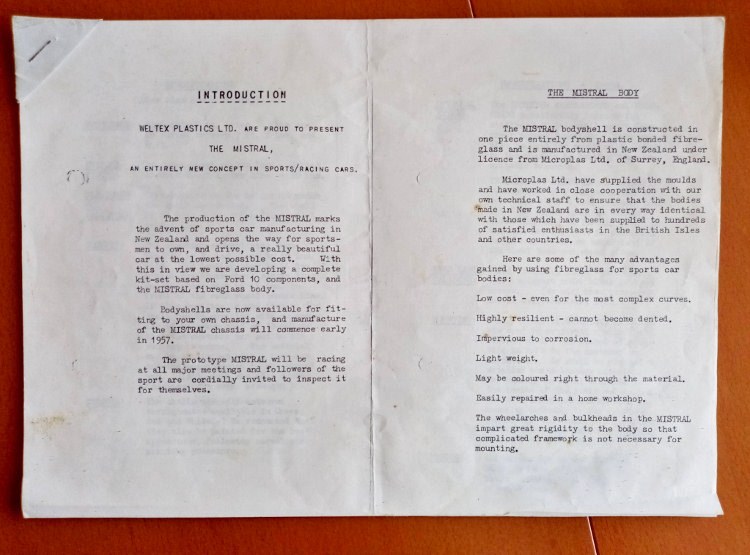 INTRODUCTION
WELTEX PLASTICS LTD. ARE PROUD TO PRESENT
THE MISTRAL,
AN ENTIRELY NEW CONCEPT IN SPORTS/RACING CARS.
The production of the MISTRAL marks
the advent of sports car manufacturing in
New Zealand and opens the way for sports-
men to own, and drive, a really beautiful
car at the lowest possible cost. With
this in view we are developing a complete
kit-set based on Ford 10 components, and
the MISTRAL fibreglass body.
Bodyshells are now available for fit-
ting to your own chassis, and manufacture
of the MISTRAL chassis will commence early
in 1957.
The prototype MISTRAL will be racing
at all major meetings and followers of the
sport are cordially invited to inspect it
for themselves.
THE MISTRAL BODY
The MISTRAL bodyshell is constructed in
one piece entirely from plastic bonded fibre-
glass and is manufactured in New Zealand under
licence from Microplas Ltd. of Surrey, England.
Microplas Ltd. have supplied the moulds
and have worked in close cooperation with our
own technical staff to ensure that the bodies
made in New Zealand are in every way identical
with those which have been supplied to hundreds
of satisfied enthusiasts in the British Isles
and other countries.
Here are some of the many advantages
gained by using fibreglass for sports car
bodies:
Low cost - even for the most complex curves.
Highly resilient - cannot become dented.
Impervious to corrosion.
Light weight.
May be coloured right through the material.
Easily repaired in a home workshop.
The wheelarches and bulkheads in the MISTRAL
impart great rigidity to the body so that
complicated framework is not necessary for
mounting.